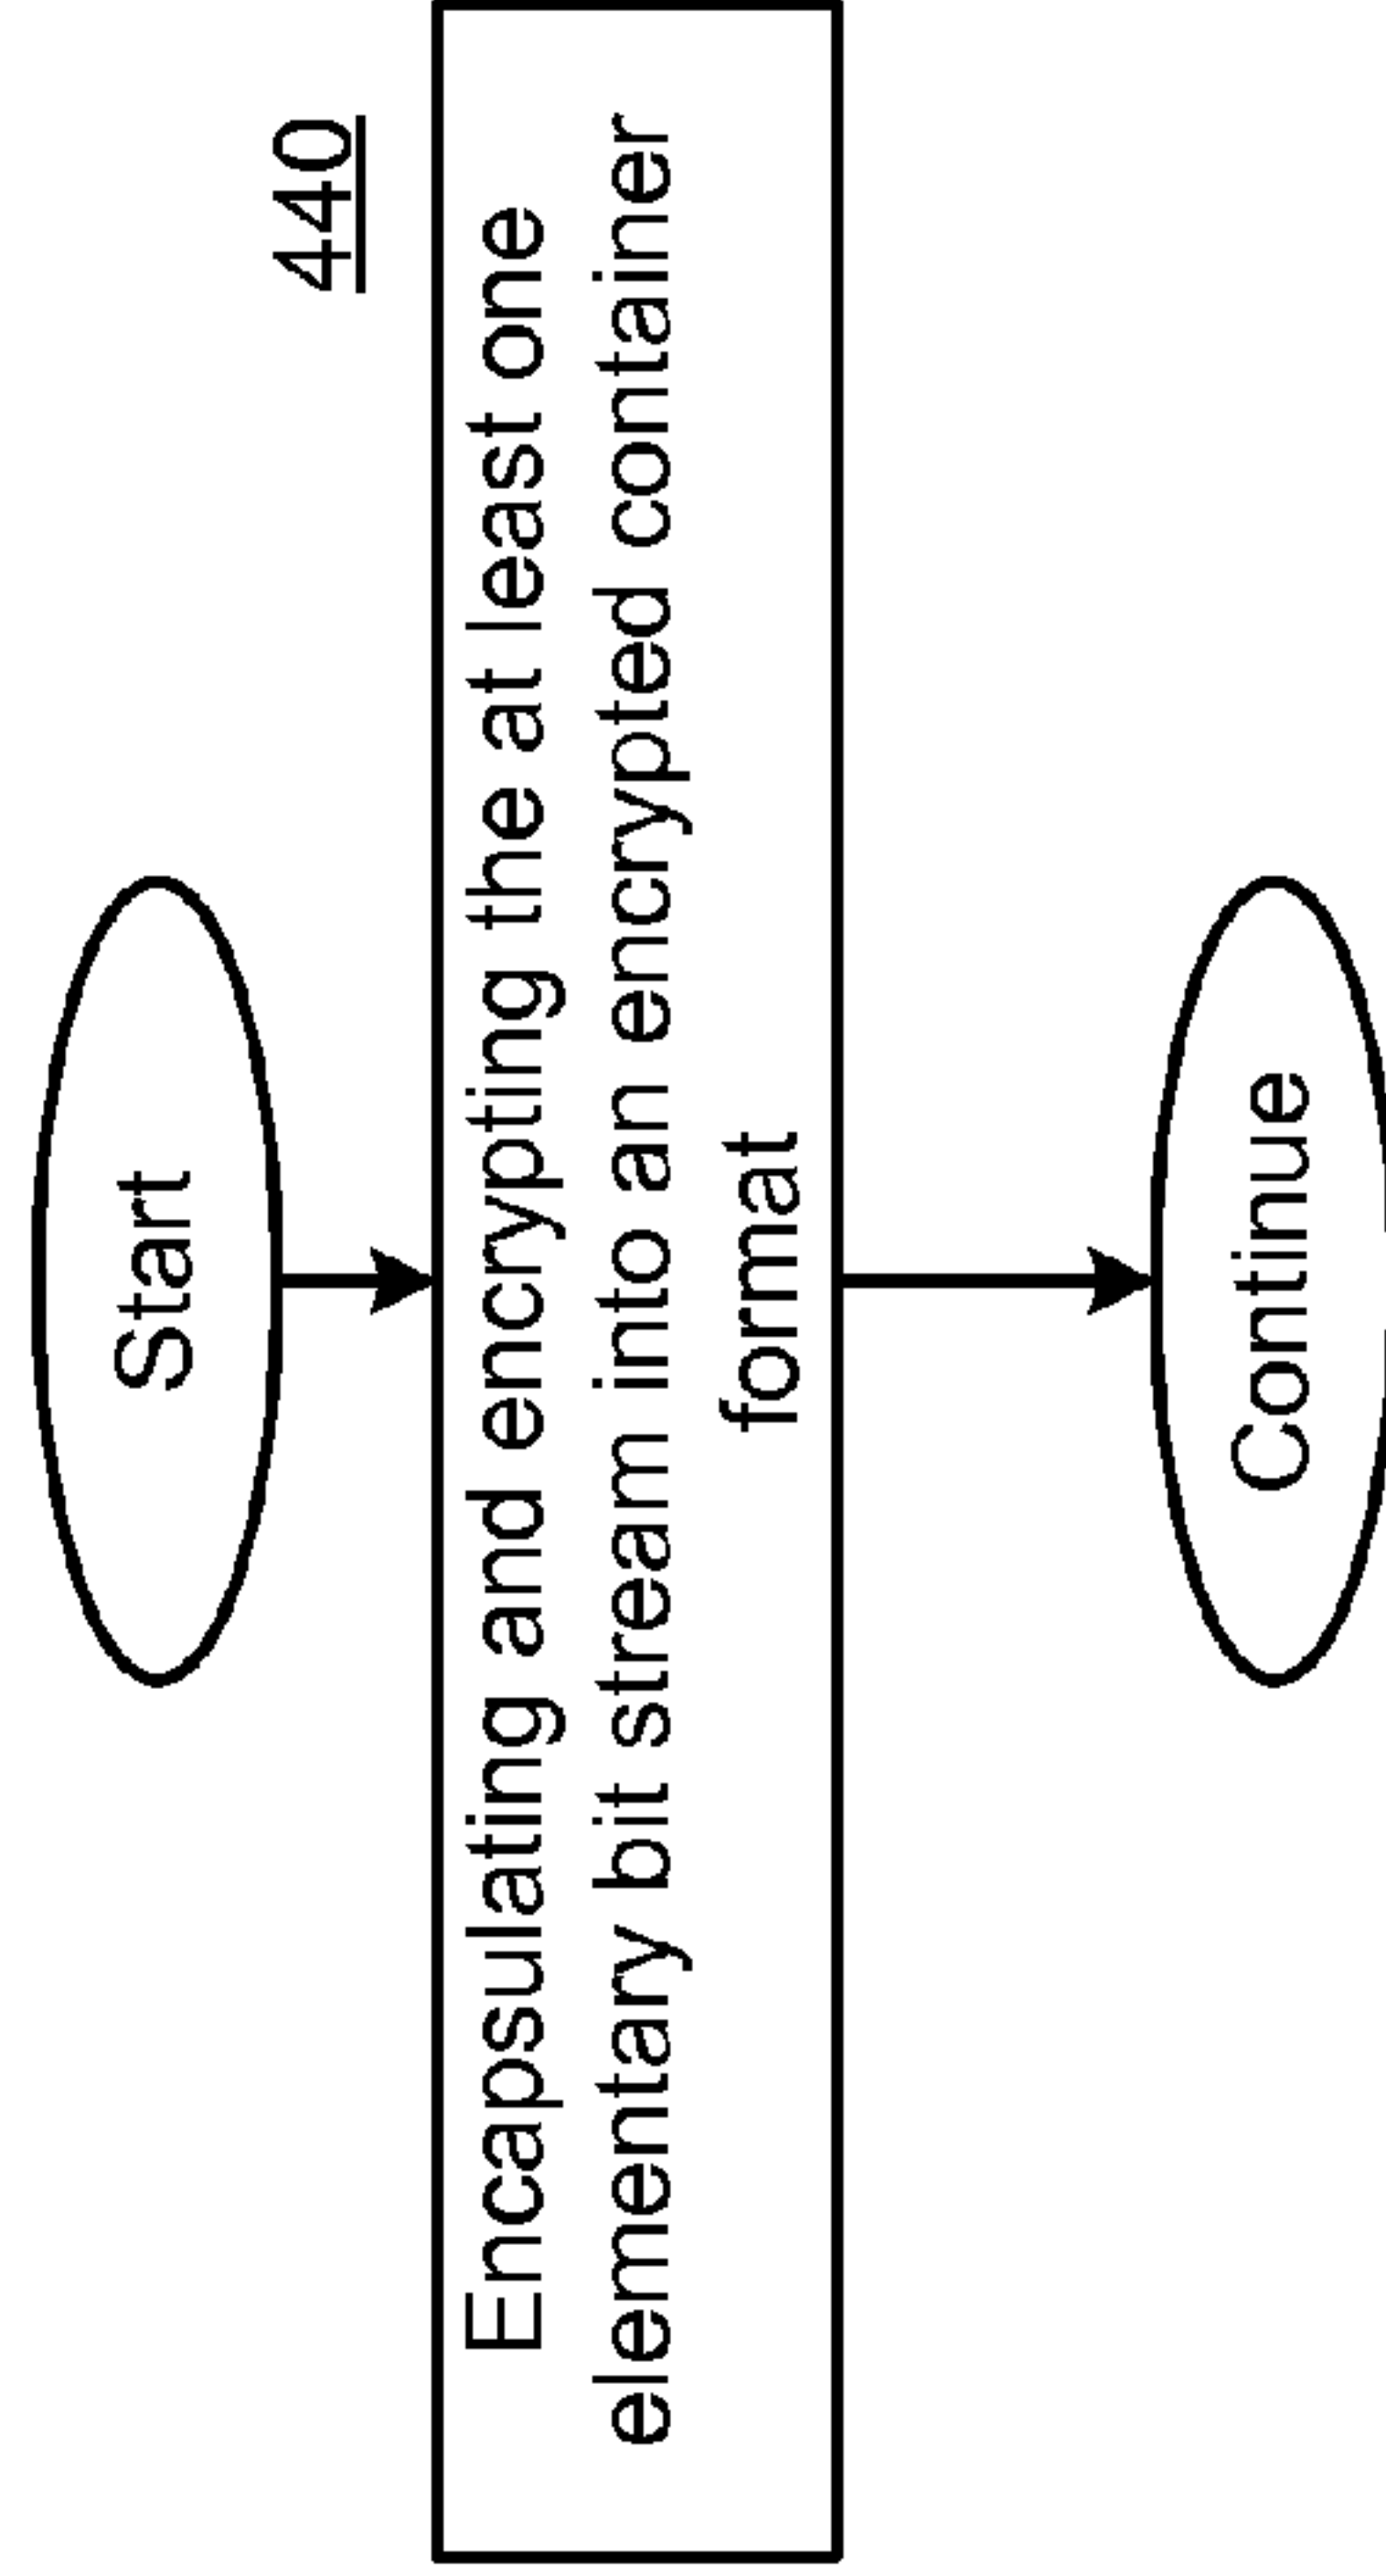 Start
440
Encapsulating and encrypting the at least one
elementary bit stream into an encrypted container
format
Continue